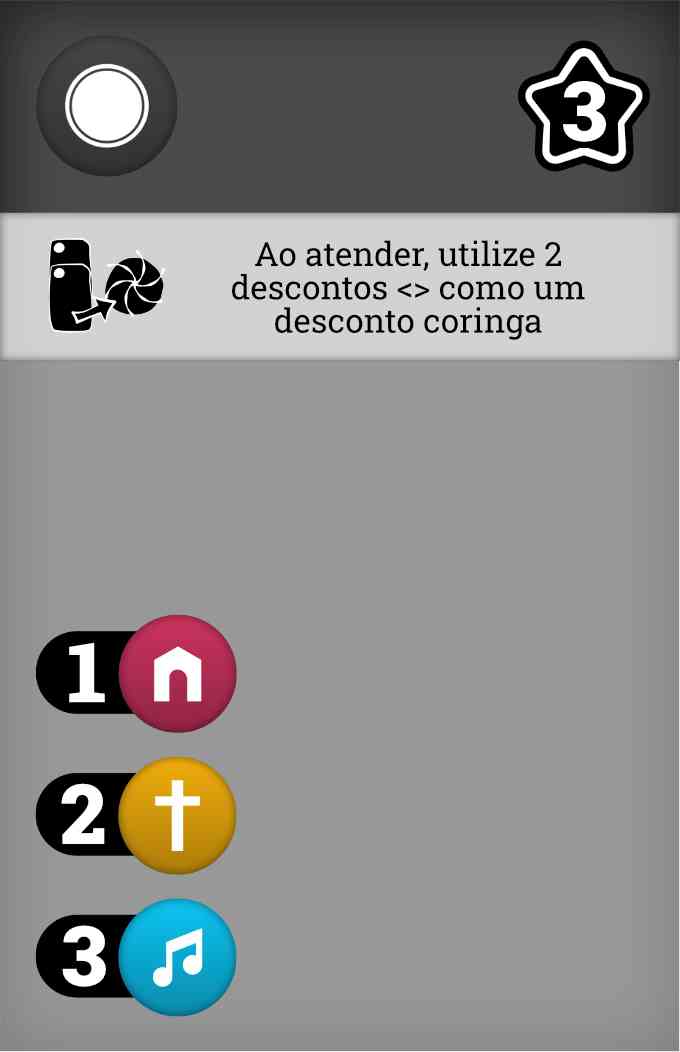 3
Ao atender, utilize 2
descontos <> como um
desconto coringa
1
2
3